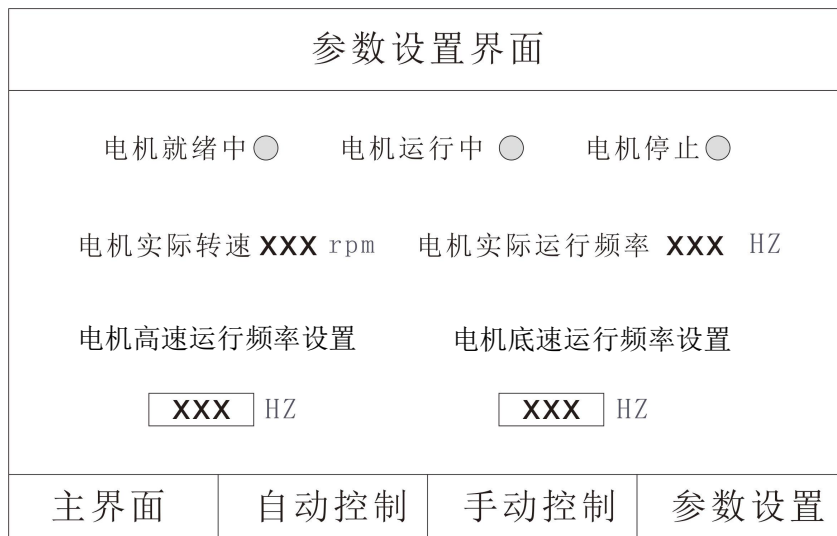 参数设置界面
电机就绪中 电机运行中 电机停止
电机实际转速 XXX rpm 电机实际运行频率 XXX HZ
电机高速运行频率设置 电机底速运行频率设置
XXX HZ XXX HZ
主界面 自动控制 手动控制 参数设置